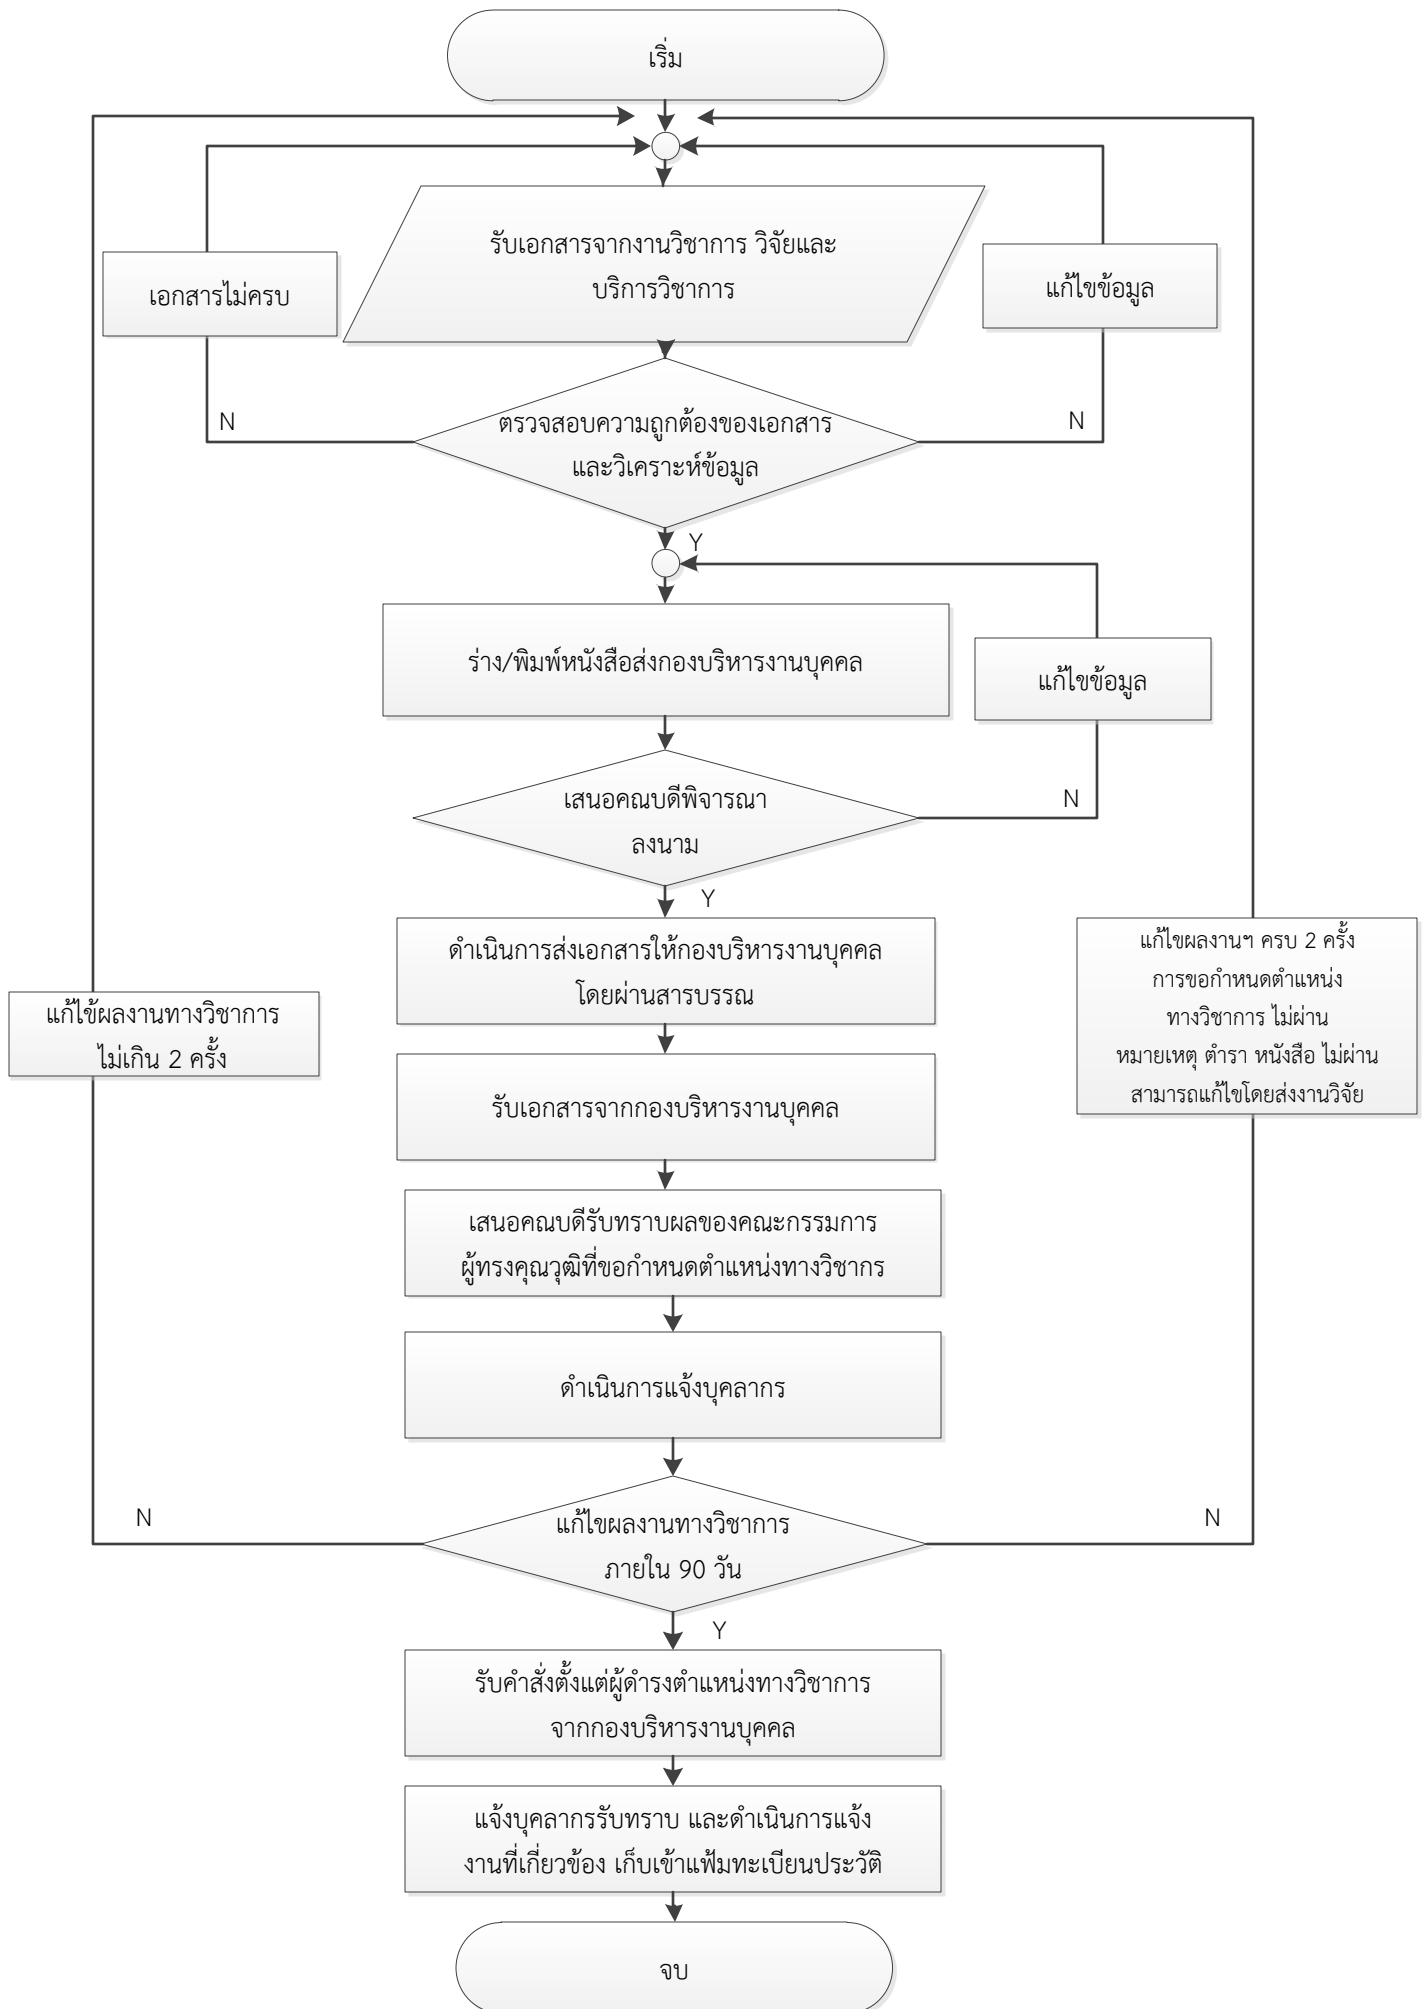 เริ่ม
รับเอกสารจากงานวิชาการ วิจัยและ
บริการวิชาการ
เอกสารไม่ครบ
แก้ไขข้อมูล
ตรวจสอบความถูกต้องของเอกสาร
และวิเคราะห์ข้อมูล
N
N
Y
ร่าง/พิมพ์หนังสือส่งกองบริหารงานบุคคล
แก้ไขข้อมูล
เสนอคณบดีพิจารณา
ลงนาม
N
Y
ดำเนินการส่งเอกสารให้กองบริหารงานบุคคล
โดยผ่านสารบรรณ
แก้ไข้ผลงานทางวิชาการ
ไม่เกิน 2 ครั้ง
แก้ไขผลงานฯ ครบ 2 ครั้ง
การขอกำหนดตำแหน่ง
ทางวิชาการ ไม่ผ่าน
หมายเหตุ ตำรา หนังสือ ไม่ผ่าน
สามารถแก้ไขโดยส่งงานวิจัย
รับเอกสารจากกองบริหารงานบุคคล
เสนอคณบดีรับทราบผลของคณะกรรมการ
ผู้ทรงคุณวุฒิที่ขอกำหนดตำแหน่งทางวิชากร
ดำเนินการแจ้งบุคลากร
N
แก้ไขผลงานทางวิชาการ
ภายใน 90 วัน
N
Y
รับคำสั่งตั้งแต่ผู้ดำรงตำแหน่งทางวิชาการ
จากกองบริหารงานบุคคล
แจ้งบุคลากรรับทราบ และดำเนินการแจ้ง
งานที่เกี่ยวข้อง เก็บเข้าแฟ้มทะเบียนประวัติ
จบ